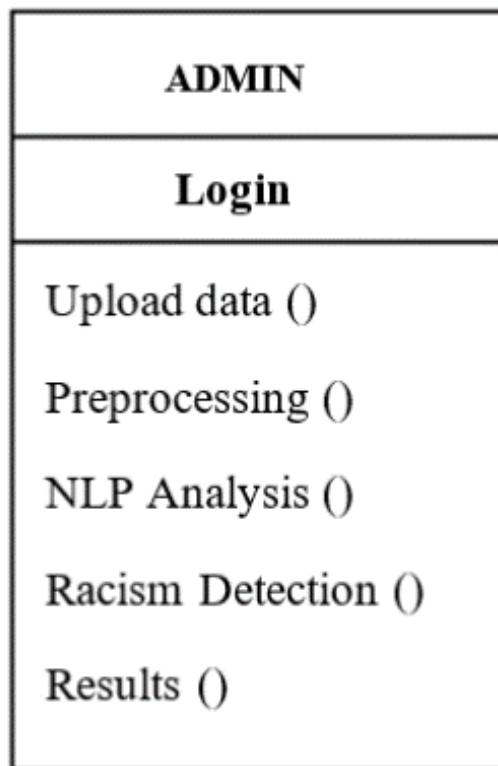 ADMIN
Login
Upload data ()
Preprocessing ()
NLP Analysis ()
Racism Detection ()
Results ()